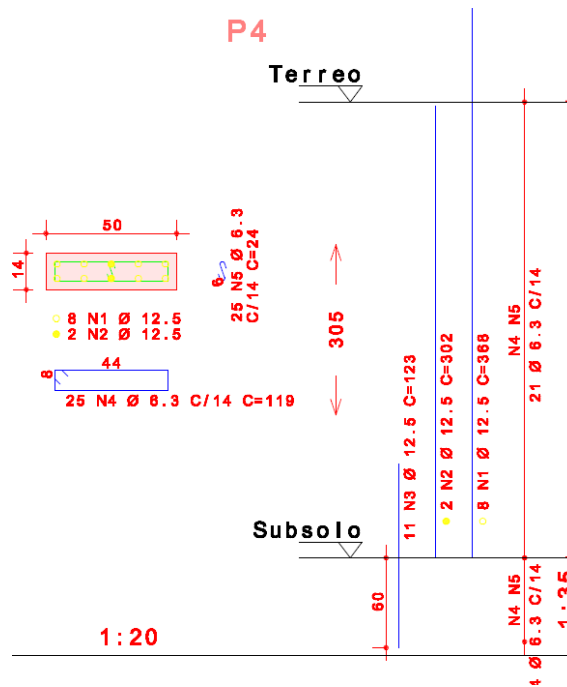 P4
Terreo
50
14
6
25 N5 Ø 6.3
C/14 C=24
8 N1 Ø 12.5
2 N2 Ø 12.5
44
8
25 N4 Ø 6.3 C/14 C=119
305
11 N3 Ø 12.5 C=123
2 N2 Ø 12.5 C=302
8 N1 Ø 12.5 C=368
N4 N5
21 Ø 6.3 C/14
Subsolo
60
N4 N5
4 Ø 6.3 C/14
1:35
1:20